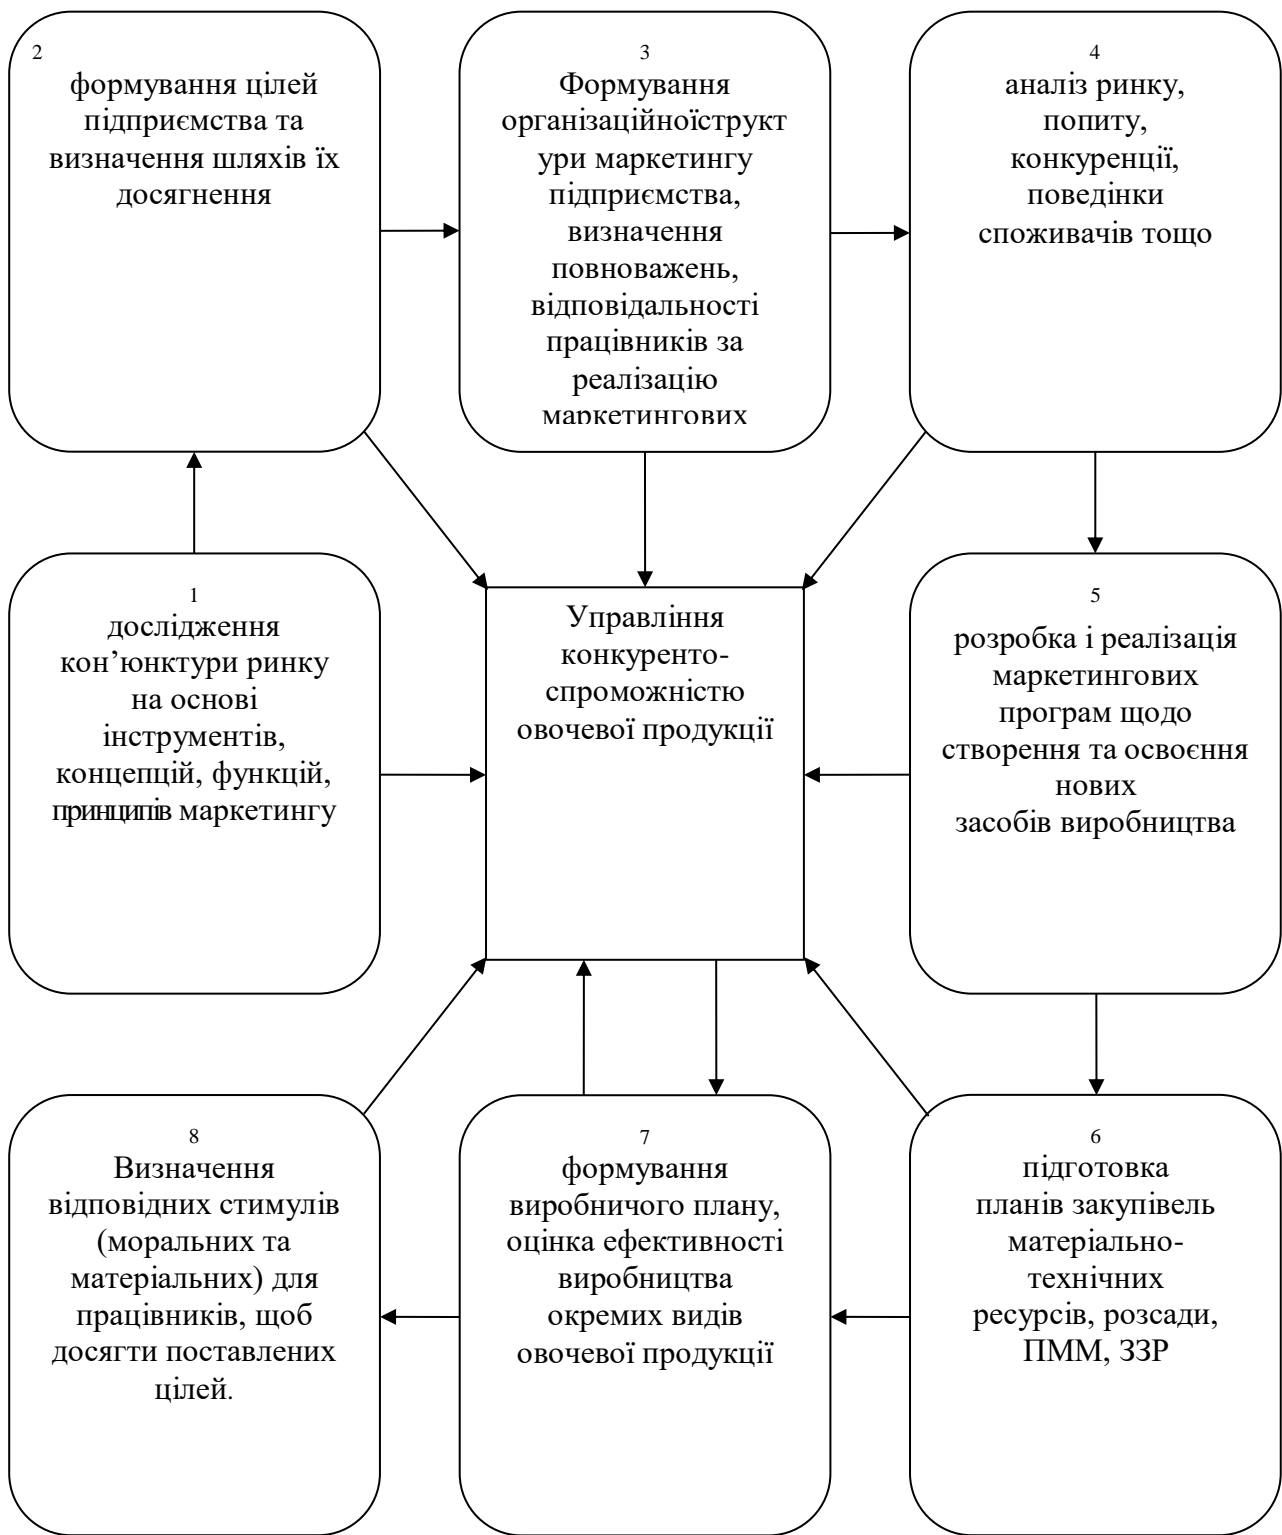 2
формування цілей
підприємства та
визначення шляхів їх
досягнення
3
Формування
організаційноїструкт
ури маркетингу
підприємства,
визначення
повноважень,
відповідальності
працівників за
реалізацію
маркетингових
4
аналіз ринку,
попиту,
конкуренції,
поведінки
споживачів тощо
1
дослідження
кон’юнктури ринку
на основі
інструментів,
концепцій, функцій,
принципів маркетингу
Управління
конкуренто-
спроможністю
овочевої продукції
5
розробка і реалізація
маркетингових
програм щодо
створення та освоєння
нових
засобів виробництва
8
Визначення
відповідних стимулів
(моральних та
матеріальних) для
працівників, щоб
досягти поставлених
цілей.
7
формування
виробничого плану,
оцінка ефективності
виробництва
окремих видів
овочевої продукції
6
підготовка
планів закупівель
матеріально-
технічних
ресурсів, розсади,
ПММ, ЗЗР